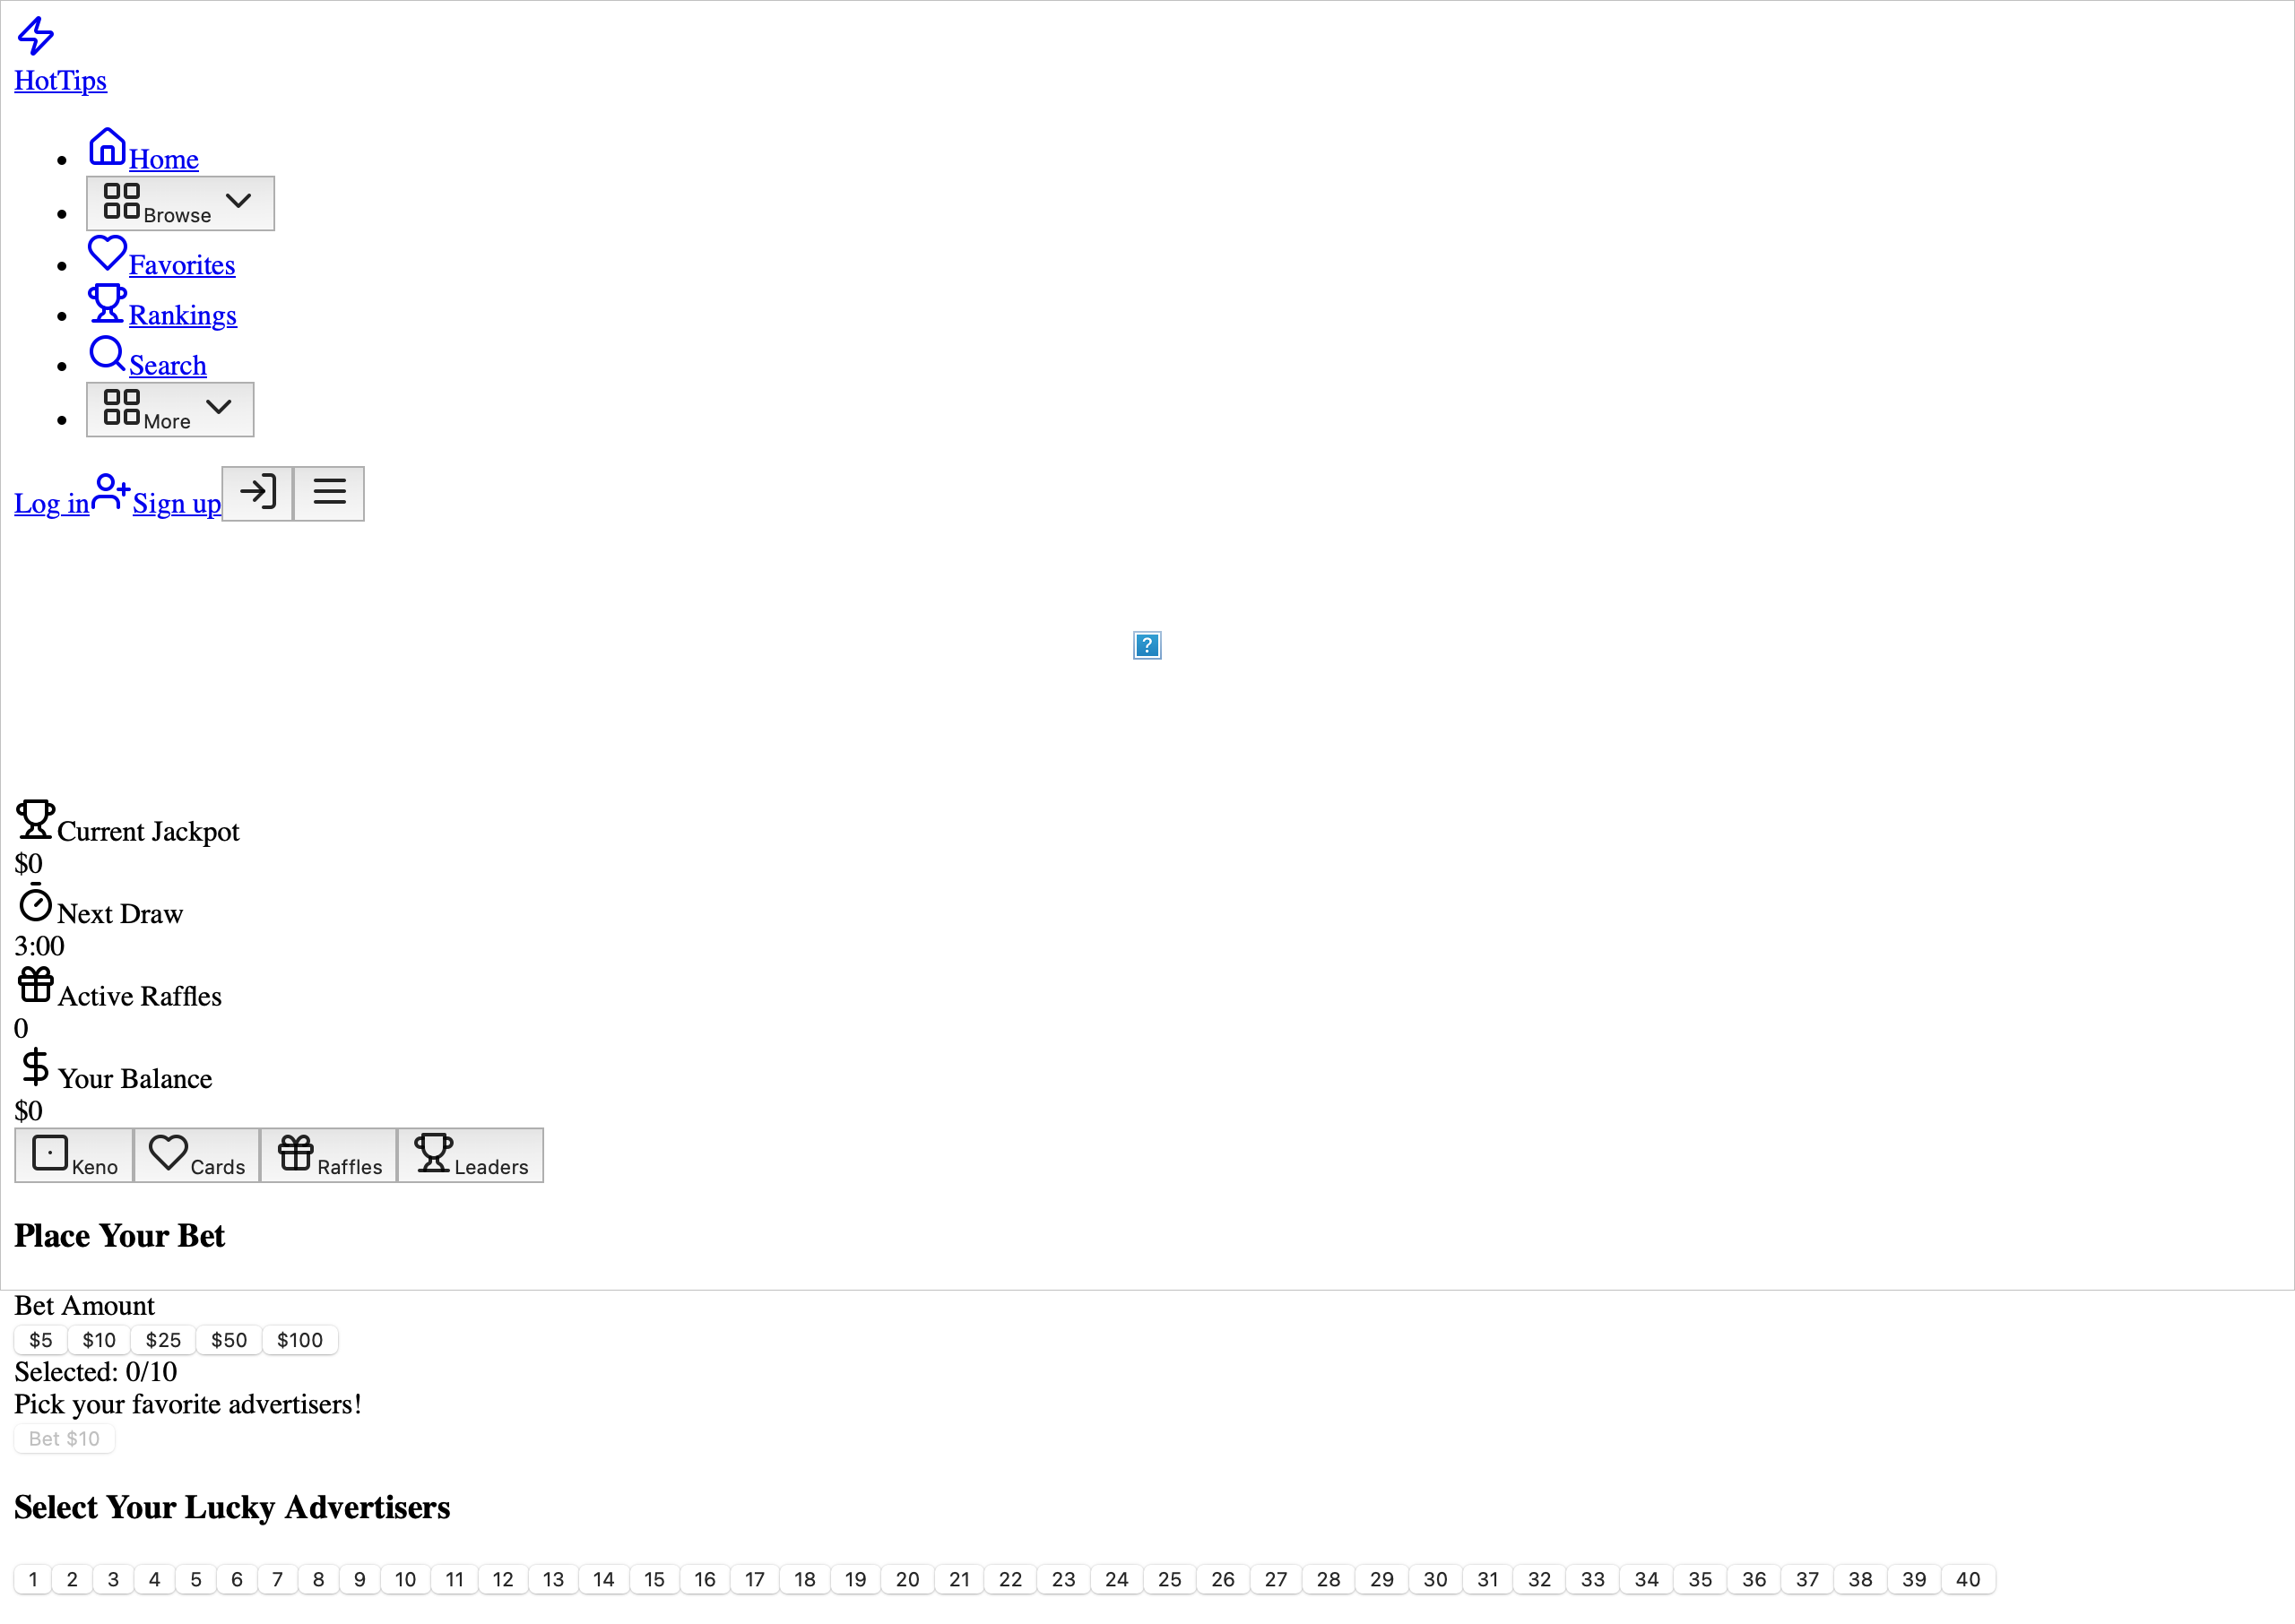 HotTips
Home
Browse
Favorites
Rankings
Search
More
Log in Sign up
?
Current Jackpot
$0
Next Draw
3:00
Active Raffles
0
Your Balance
$0
Keno Cards Raffles Leaders
Place Your Bet
Bet Amount
$5 $10 $25 $50 $100
Selected: 0/10
Pick your favorite advertisers!
Bet $10
Select Your Lucky Advertisers
1 2 3 4 5 6 7 8 9 10 11 12 13 14 15 16 17 18 19 20 21 22 23 24 25 26 27 28 29 30 31 32 33 34 35 36 37 38 39 40